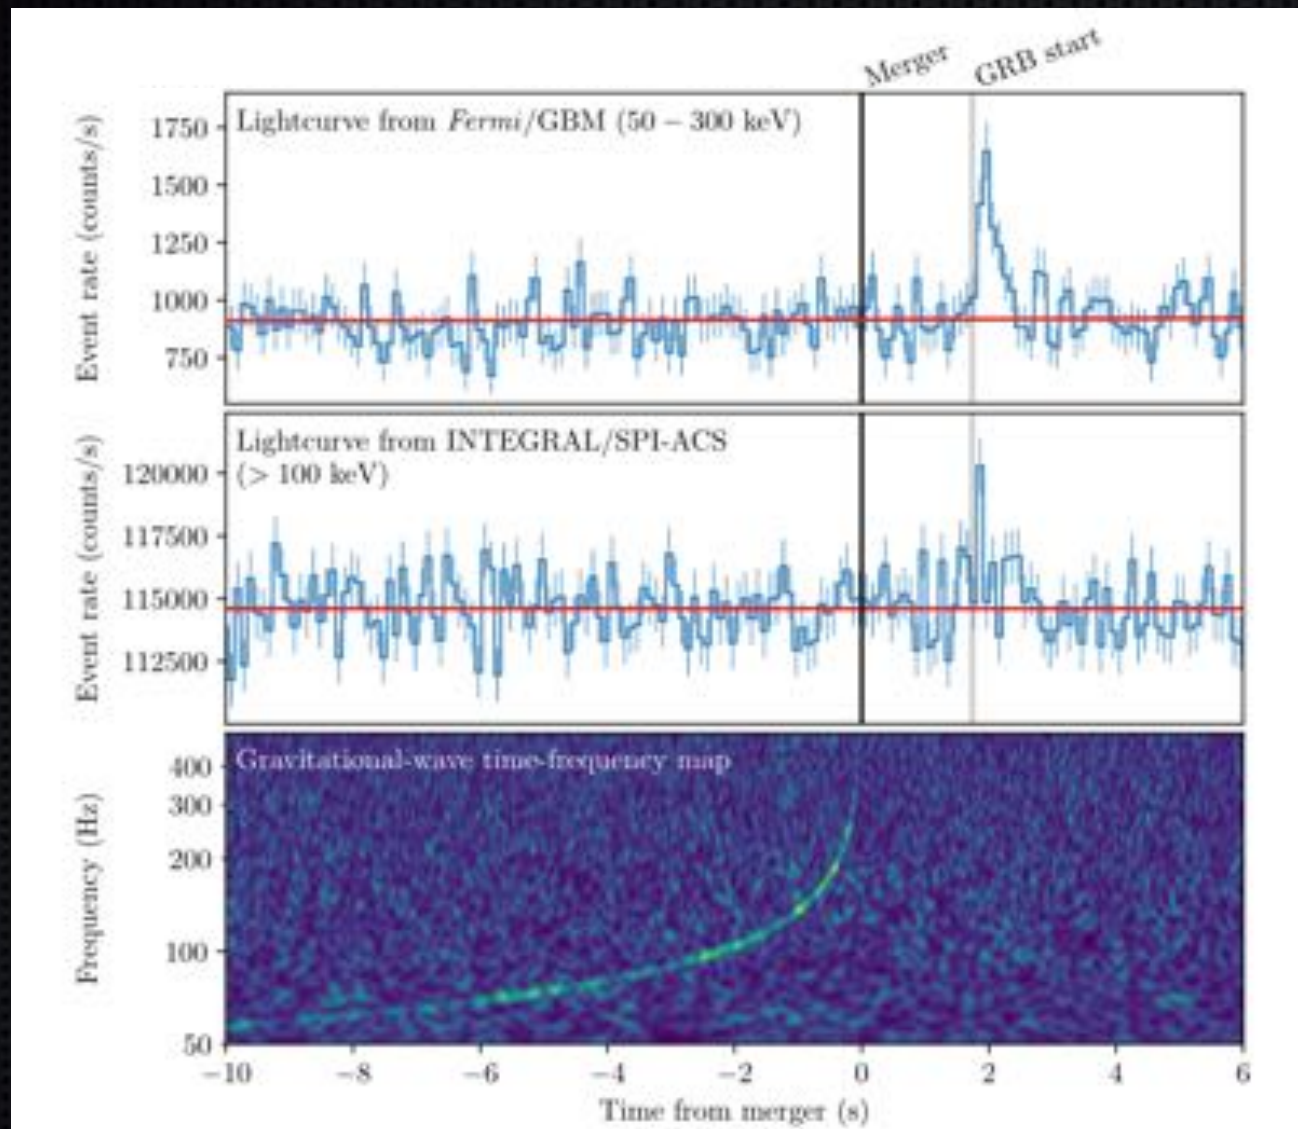 Merger
GRB start
Lightcurve from Fermi/GBM (50 – 300 keV)
Event rate (counts/s)
1750
1500
1250
1000
750
Lightcurve from INTEGRAL/SPI-ACS
(> 100 keV)
Event rate (counts/s)
120000
117500
115000
112500
Gravitational-wave time-frequency map
Frequency (Hz)
400
300
200
100
50
−10 −8 −6 −4 −2 0 2 4 6
Time from merger (s)